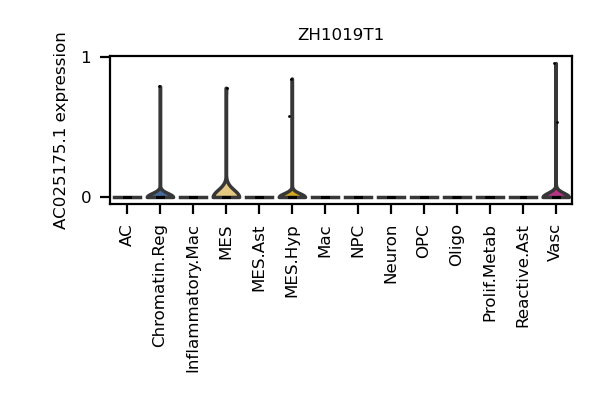 ZH1019T1
AC025175.1 expression
1
0
AC
Chromatin.Reg
Inflammatory.Mac
MES
MES.Ast
MES.Hyp
Mac
NPC
Neuron
OPC
Oligo
Prolif.Metab
Reactive.Ast
Vasc